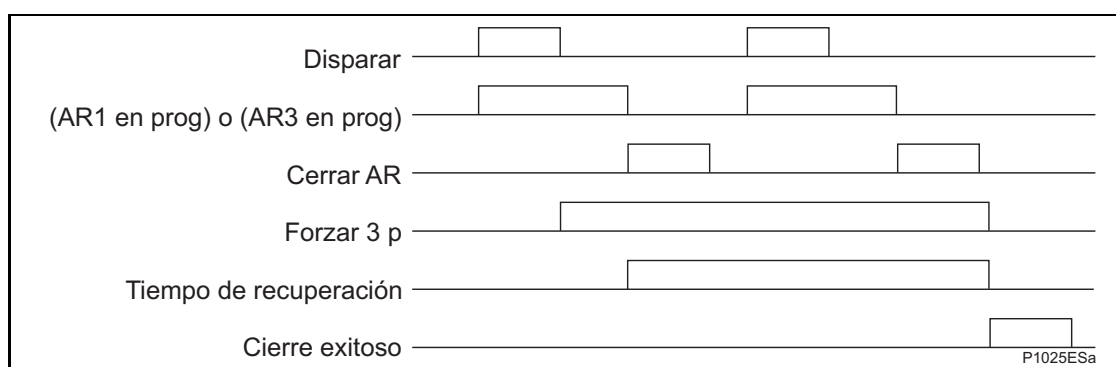 Disparar
(AR1 en prog) o (AR3 en prog)
Cerrar AR
Forzar 3 p
Tiempo de recuperación
Cierre exitoso
P1025ESa